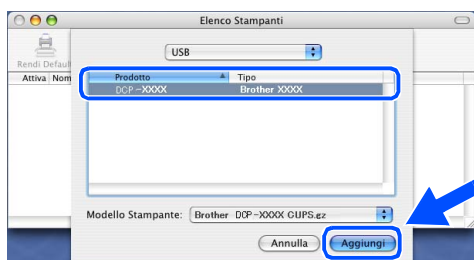 Elenco Stampanti
USB
Rendi Default
Attiva Nom
Prodotto Tipo
DCP-XXXX Brother XXXX
Modello Stampante: Brother DCP-XXXX CUPS.gz
Annulla Aggiungi